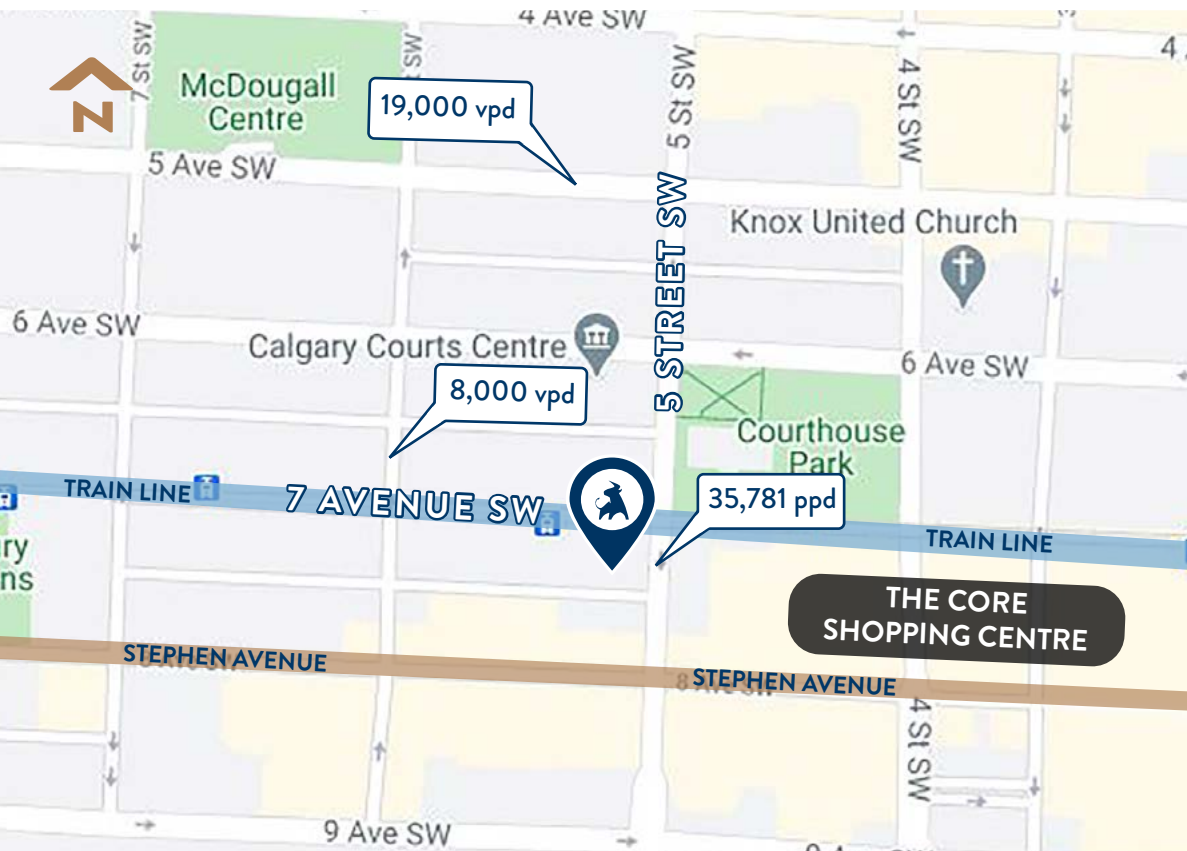 4 Ave SW
7 St SW
St SW
McDougall
Centre
19,000 vpd
5 St SW
4 St SW
N
5 Ave SW
5 STREET SW
Knox United Church
6 Ave SW
Calgary Courts Centre
6 Ave SW
8,000 vpd
Courthouse
Park
TRAIN LINE
7 AVENUE SW
35,781 ppd
TRAIN LINE
THE CORE
SHOPPING CENTRE
STEPHEN AVENUE
STEPHEN AVENUE
4 St SW
9 Ave SW